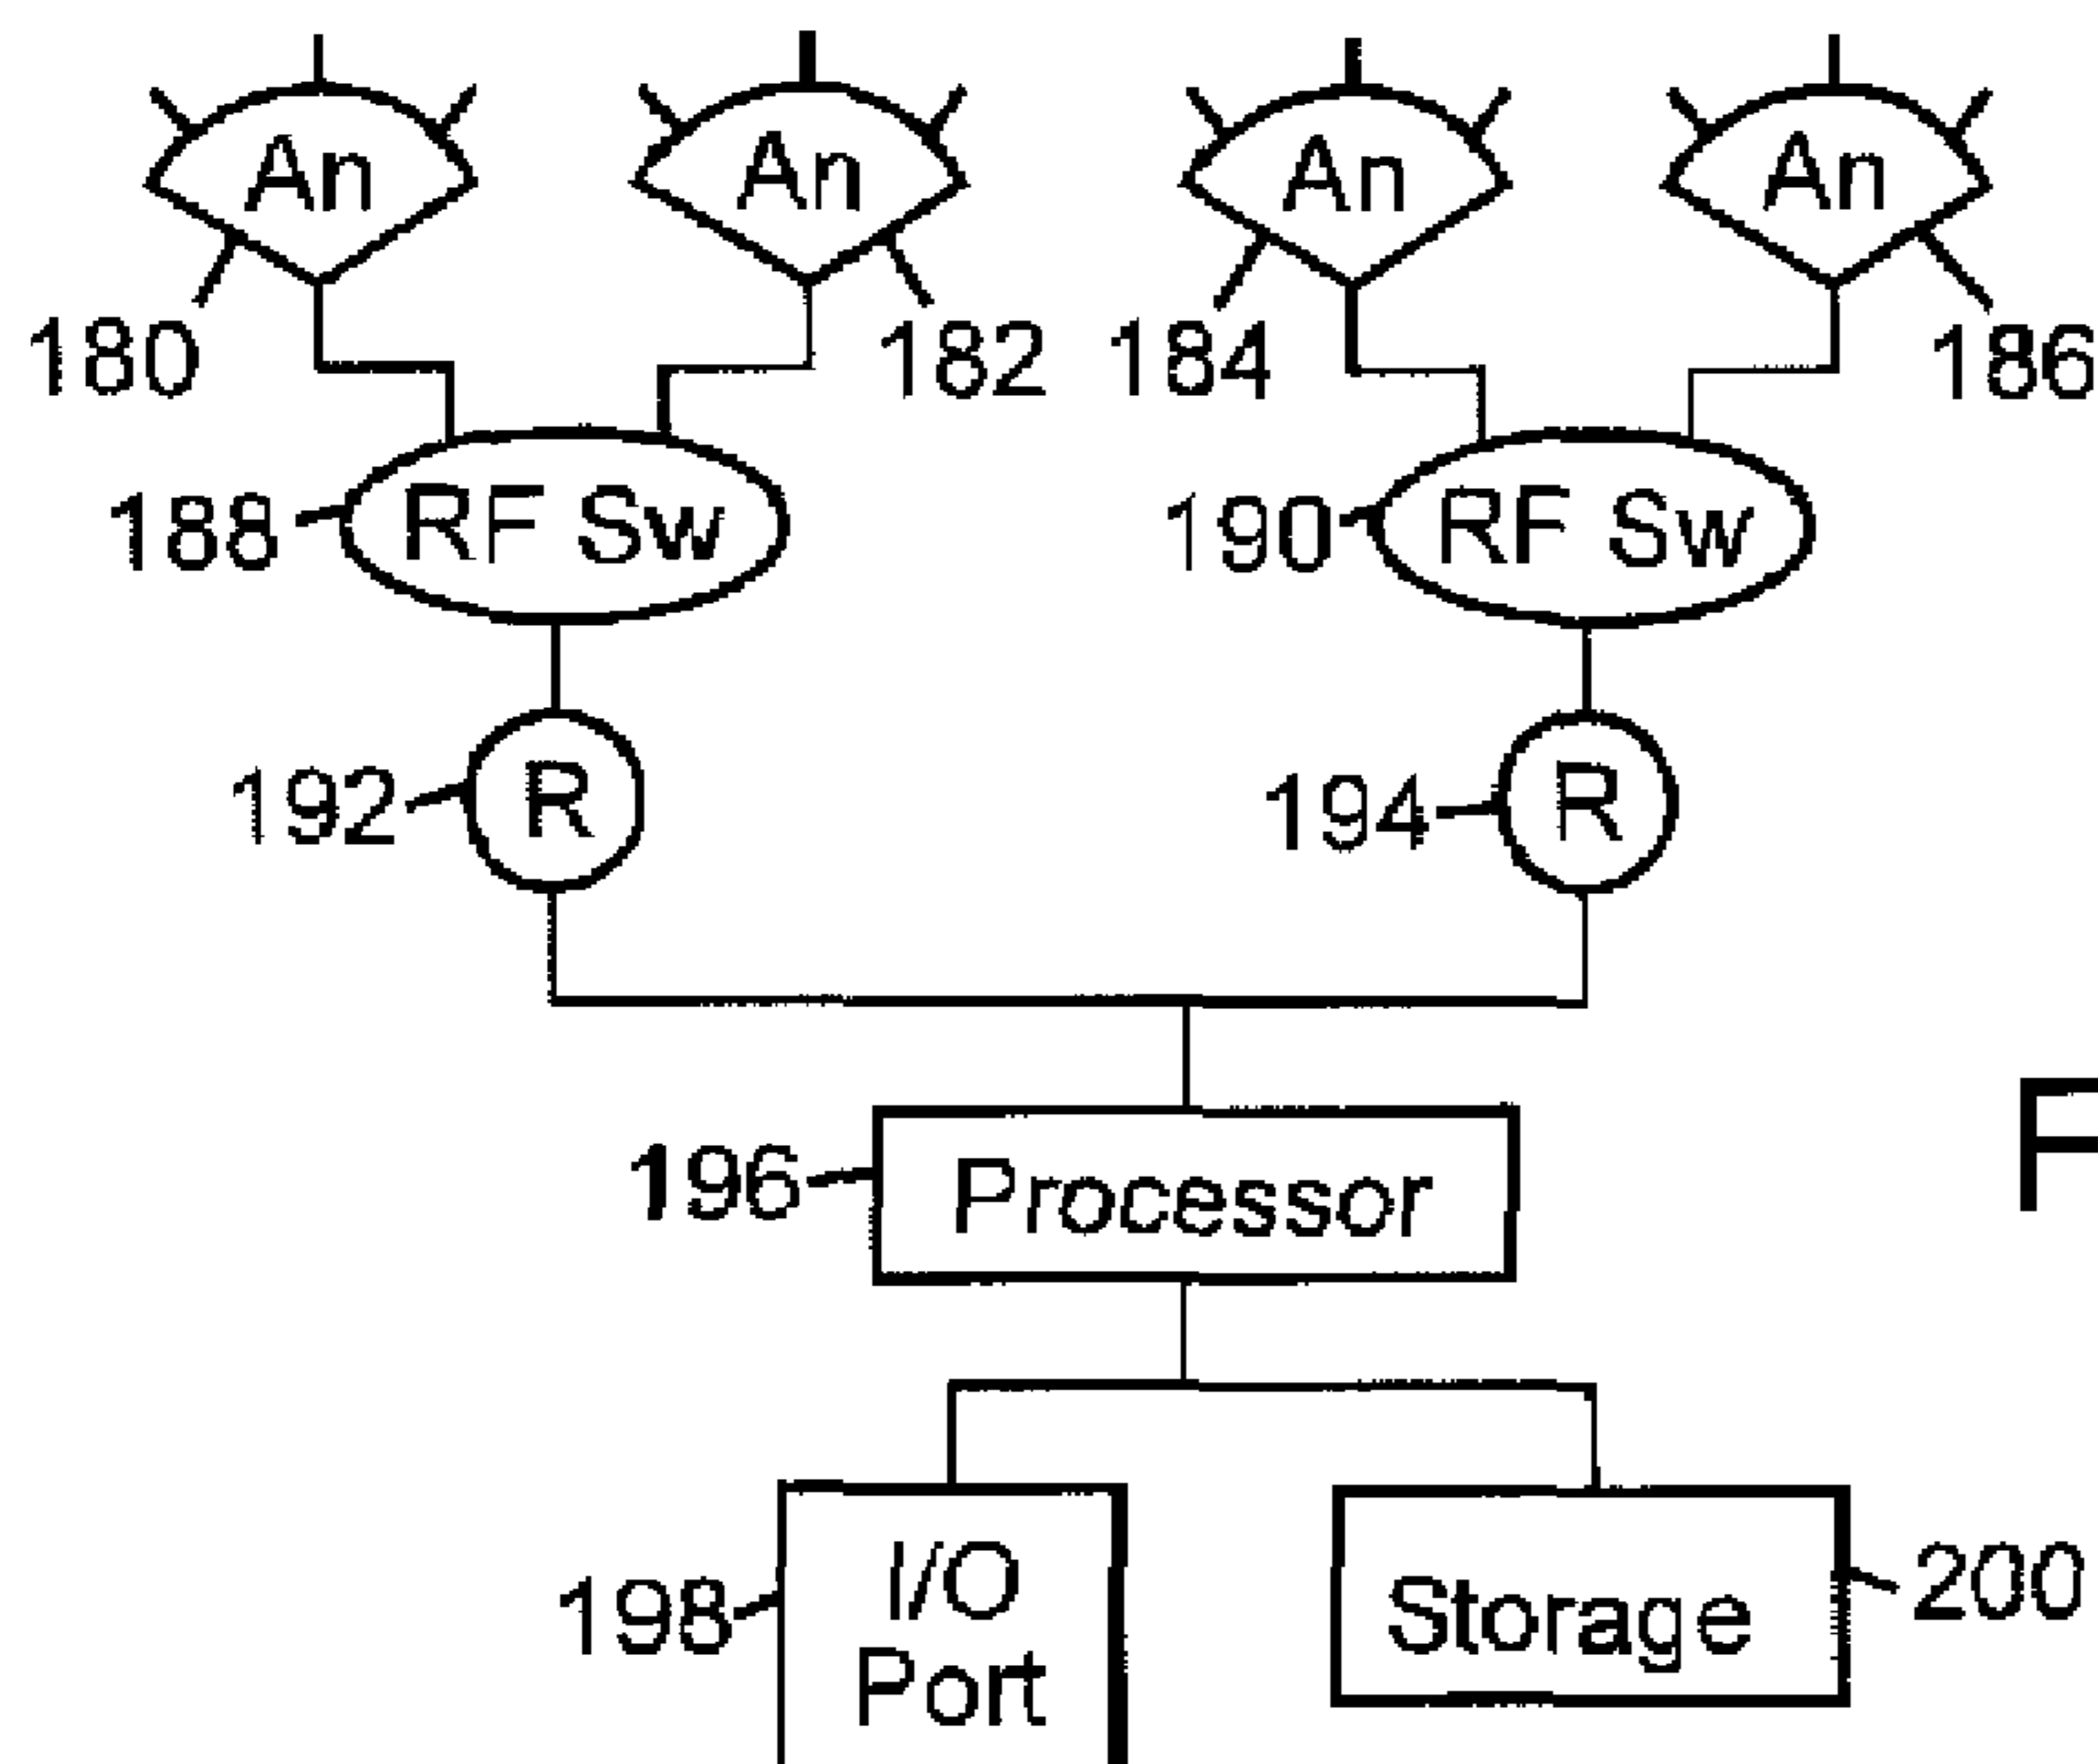 An An An An
180 182 184 186
188 RF Sw 190 RF Sw
192 R 194 R
F
196 Processor
I/O
198 Storage 200
Port